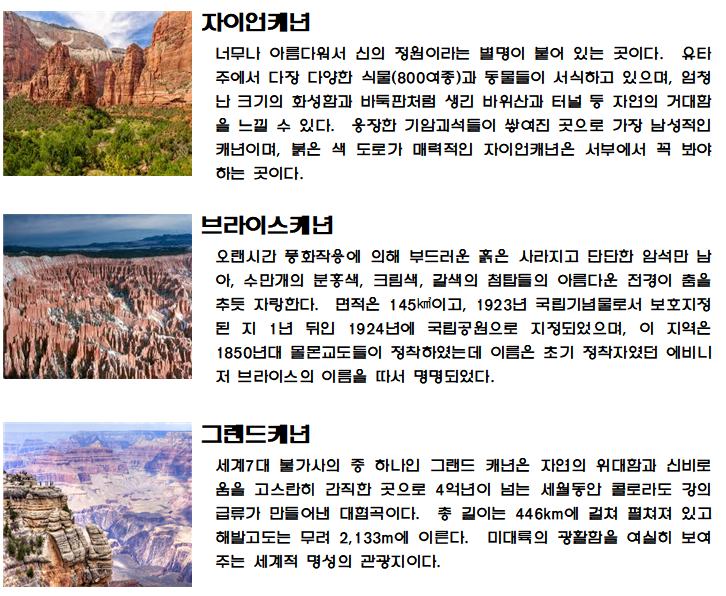 자이언캐년
너무나 아름다워서 신의 정원이라는 별명이 붙어 있는 곳이다. 유타
주에서 다장 다양한 식물(800여종)과 동물들이 서식하고 있으며, 엄청
난 크기의 화성함과 바둑판처럼 생긴 바위산과 터널 등 자연의 거대함
을 느낄 수 있다. 웅장한 기암괴석들이 쌓여진 곳으로 가장 남성적인
캐년이며, 붉은 색 도로가 매력적인 자이언캐년은 서부에서 꼭 봐야
하는 곳이다.
브라이스캐년
오랜시간 풍화작용에 의해 부드러운 흙은 사라지고 단단한 암석만 남
아, 수만개의 분홍색, 크림색, 갈색의 첨탑들의 아름다운 전경이 춤을
추듯 자랑한다. 면적은 145㎢이고, 1923년 국립기념물로서 보호지정
된 지 1년 뒤인 1924년에 국립공원으로 지정되었으며, 이 지역은
1850년대 몰몬교도들이 정착하였는데 이름은 초기 정착자였던 에비니
저 브라이스의 이름을 따서 명명되었다.
그랜드캐년
세계7대 불가사의 중 하나인 그랜드 캐년은 자연의 위대함과 신비로
움을 고스란히 간직한 곳으로 4억년이 넘는 세월동안 콜로라도 강의
급류가 만들어낸 대협곡이다. 총 길이는 446km에 걸쳐 펼쳐져 있고
해발고도는 무려 2,133m에 이른다. 미대륙의 광활함을 여실히 보여
주는 세계적 명성의 관광지이다.